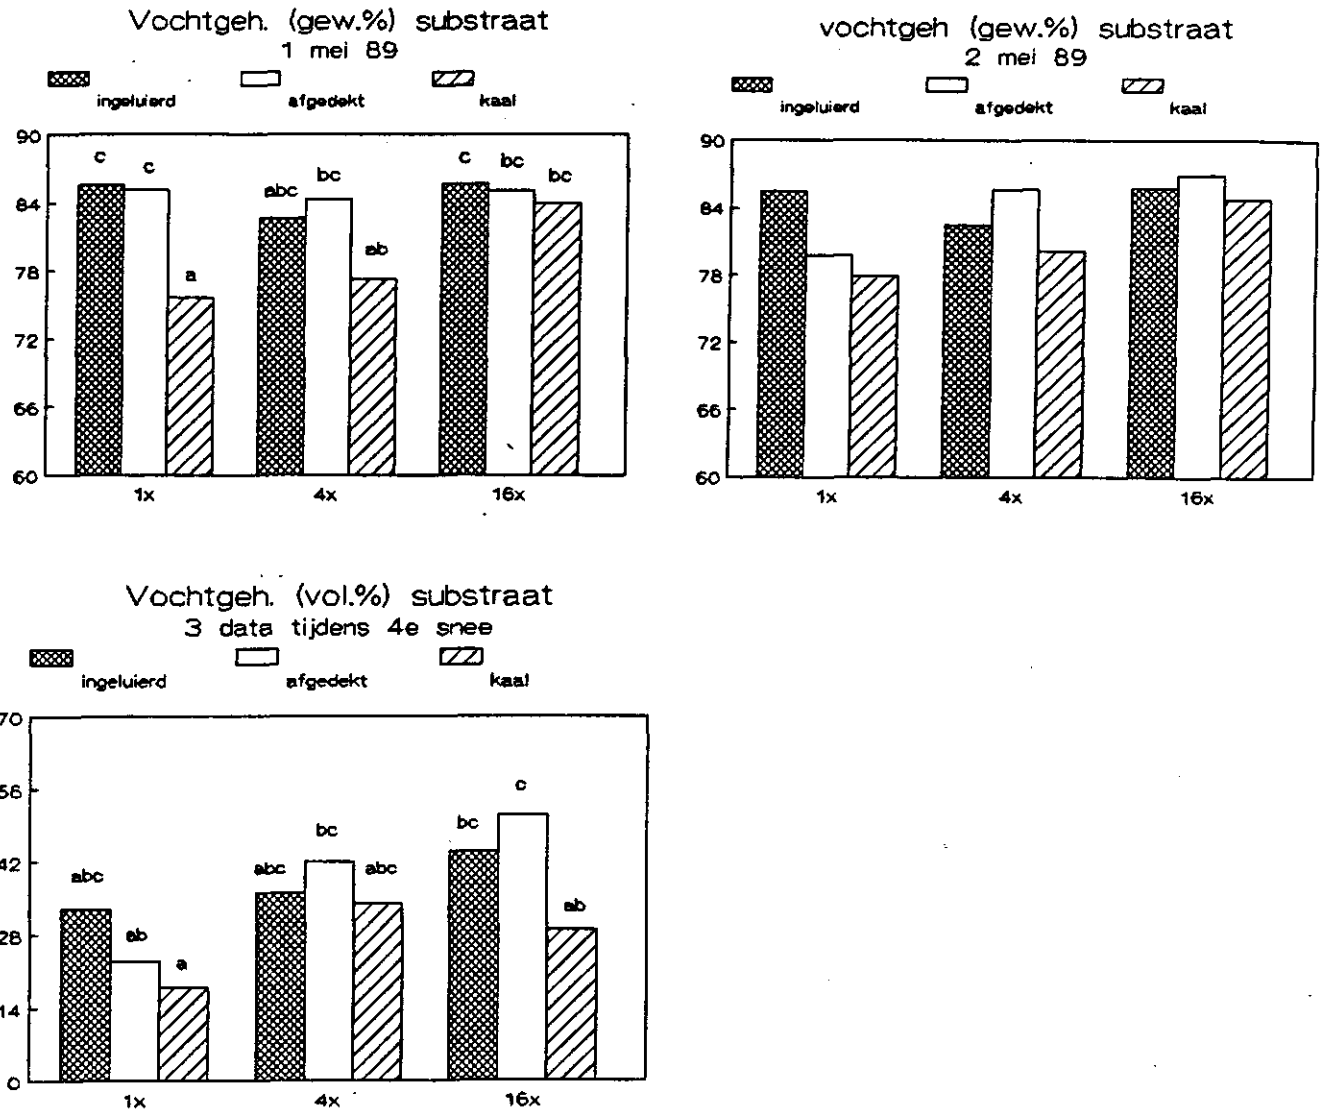 Vochtgeh. (gew.%) substraat
1 mei 89
ingeluierd afgedekt kaal
90
84
78
72
66
60
c c a
abc bc ab
c bc bc
1x 4x 16x
vochtgeh (gew.%) substraat
2 mei 89
ingeluierd afgedekt kaal
90
84
78
72
66
60
1x 4x 16x
Vochtgeh. (vol.%) substraat
3 data tijdens 4e snee
ingeluierd afgedekt kaal
70
56
42
28
14
0
abc ab a
abc bc abc
bc c ab
1x 4x 16x